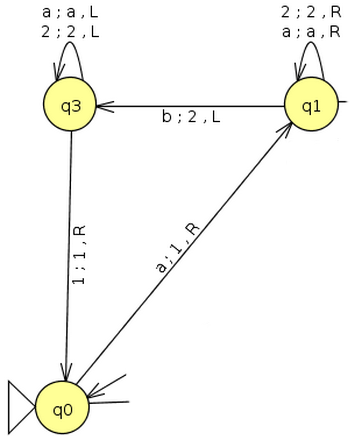 a ; a , L
2 ; 2 , L
2 ; 2 , R
a ; a , R
q3
q1
b ; 2 , L
1 ; 1 , R
a ; 1 , R
q0